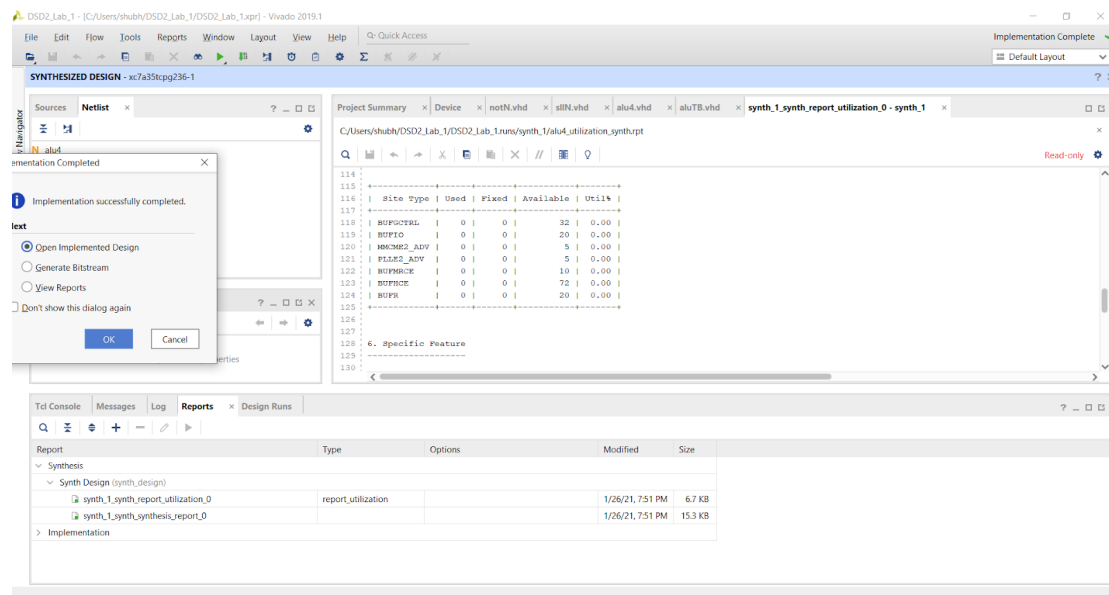 DSD2_Lab_1 - [C:/Users/shubh/DSD2_Lab_1/DSD2_Lab_1.xpr] - Vivado 2019.1
File Edit Flow Tools Reports Window Layout View Help Q- Quick Access
Implementation Complete
Default Layout
SYNTHESIZED DESIGN - xc7a35tcpg236-1 ?
Navigator
Sources Netlist × ? _
N alu4
ementation Completed ×
Implementation successfully completed.
lext
Open Implemented Design
Generate Bitstream
View Reports
Don't show this dialog again
OK Cancel
? _ ×
erties
Project Summary × Device × notN.vhd × sllN.vhd × alu4.vhd × aluTB.vhd × synth_1_synth_report_utilization_0 - synth_1 ×
C:/Users/shubh/DSD2_Lab_1/DSD2_Lab_1.runs/synth_1/alu4_utilization_synth.rpt ×
Read-only
114
115 +------------+------+-------+-----------+-------+
116 | Site Type | Used | Fixed | Available | Util% |
117 +------------+------+-------+-----------+-------+
118 | BUFGCTRL | 0 | 0 | 32 | 0.00 |
119 | BUFIO | 0 | 0 | 20 | 0.00 |
120 | MMCME2_ADV | 0 | 0 | 5 | 0.00 |
121 | PLLE2_ADV | 0 | 0 | 5 | 0.00 |
122 | BUFMRCE | 0 | 0 | 10 | 0.00 |
123 | BUFHCE | 0 | 0 | 72 | 0.00 |
124 | BUFR | 0 | 0 | 20 | 0.00 |
125 +------------+------+-------+-----------+-------+
126
127
128 6. Specific Feature
129 -------------------
130
Tcl Console Messages Log Reports × Design Runs ? _
Report Type Options Modified Size
Synthesis
Synth Design (synth_design)
synth_1_synth_report_utilization_0 report_utilization 1/26/21, 7:51 PM 6.7 KB
synth_1_synth_synthesis_report_0 1/26/21, 7:51 PM 15.3 KB
Implementation